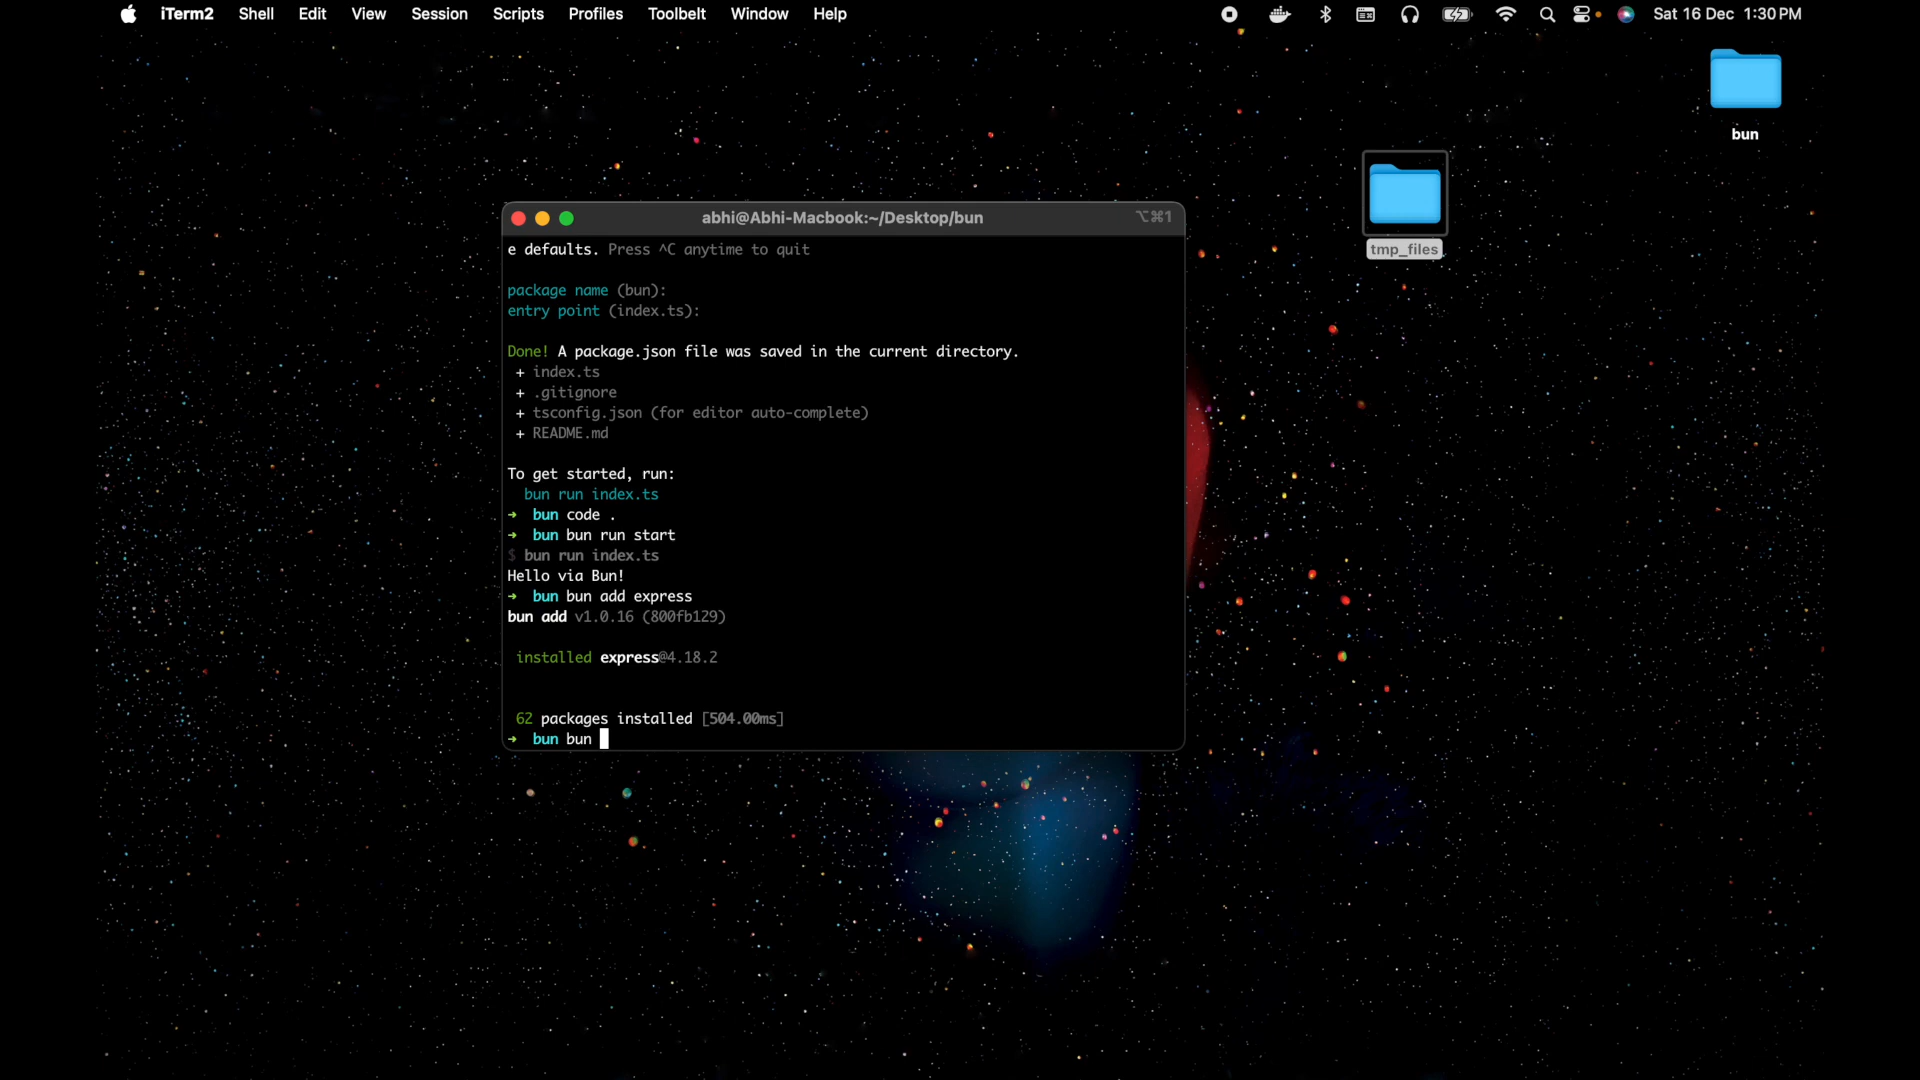 iTerm2 Shell Edit View Session Scripts Profiles Toolbelt Window Help Sat 16 Dec 1:30 PM
bun
tmp_files
abhi@Abhi-Macbook:~/Desktop/bun ⌥⌘1
e defaults. Press ^C anytime to quit
package name (bun):
entry point (index.ts):
Done! A package.json file was saved in the current directory.
+ index.ts
+ .gitignore
+ tsconfig.json (for editor auto-complete)
+ README.md
To get started, run:
bun run index.ts
→ bun code .
→ bun bun run start
$ bun run index.ts
Hello via Bun!
→ bun bun add express
bun add v1.0.16 (800fb129)
installed express@4.18.2
62 packages installed [504.00ms]
→ bun bun